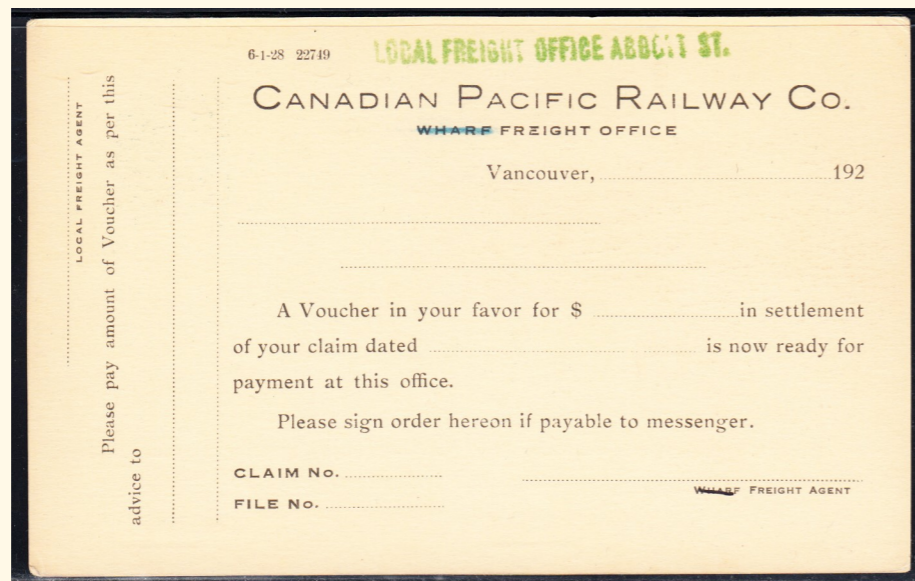 6-1-28 22749
LOCAL FREIGHT OFFICE ABBOTT ST.
CANADIAN PACIFIC RAILWAY CO.
WHARF FREIGHT OFFICE
Vancouver, 192
A Voucher in your favor for $ in settlement
of your claim dated is now ready for
payment at this office.
Please sign order hereon if payable to messenger.
CLAIM No.
WHARF FREIGHT AGENT
FILE No.
LOCAL FREIGHT AGENT
Please pay amount of Voucher as per this
advice to